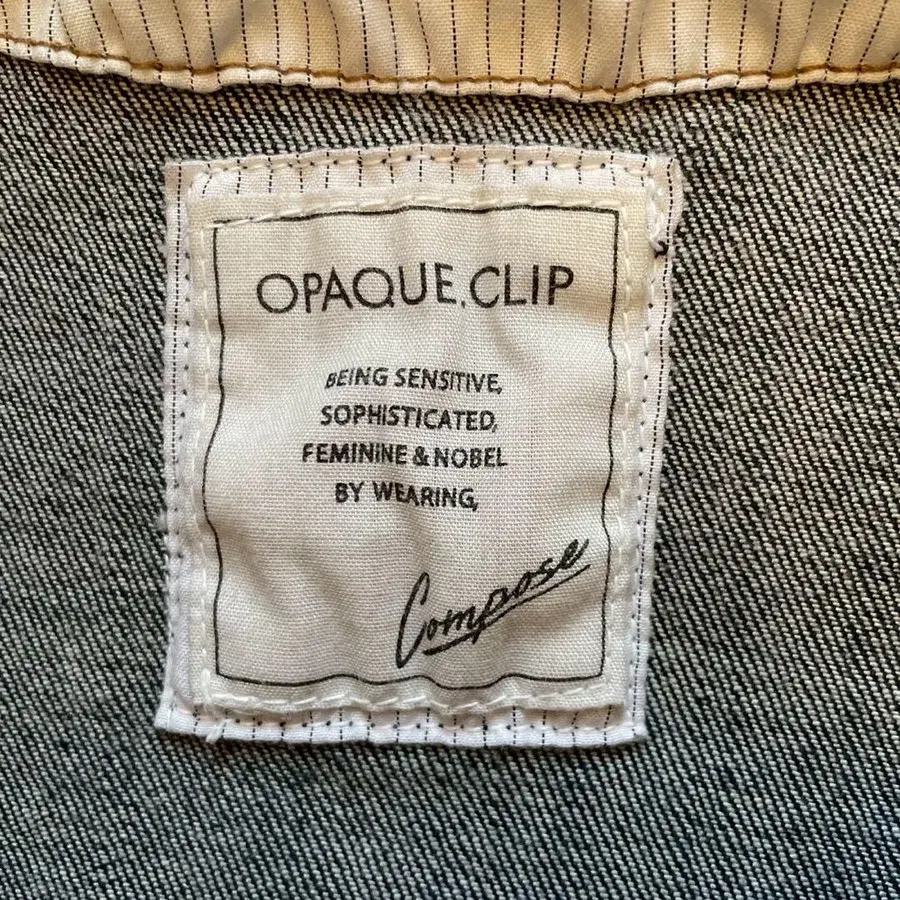 OPAQUE.CLIP
BEING SENSITIVE,
SOPHISTICATED,
FEMININE & NOBEL
BY WEARING,
Compose